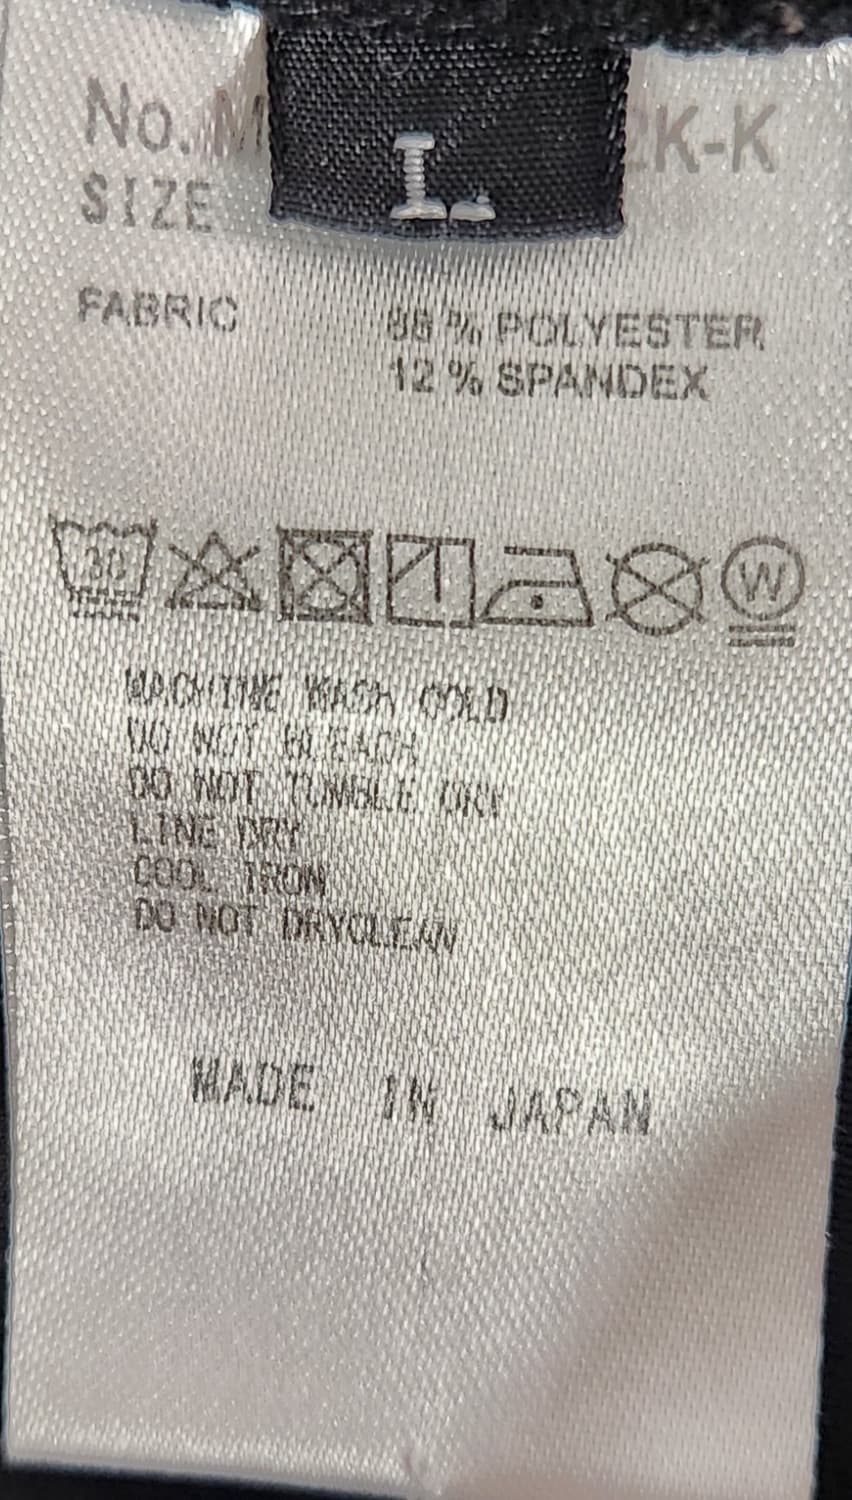 No. M
L.
2K-K
SIZE
FABRIC
88 % POLYESTER
12 % SPANDEX
30
W
MACHINE WASH COLD
DO NOT BLEACH
DO NOT TUMBLE DRY
LINE DRY
COOL IRON
DO NOT DRYCLEAN
MADE IN JAPAN